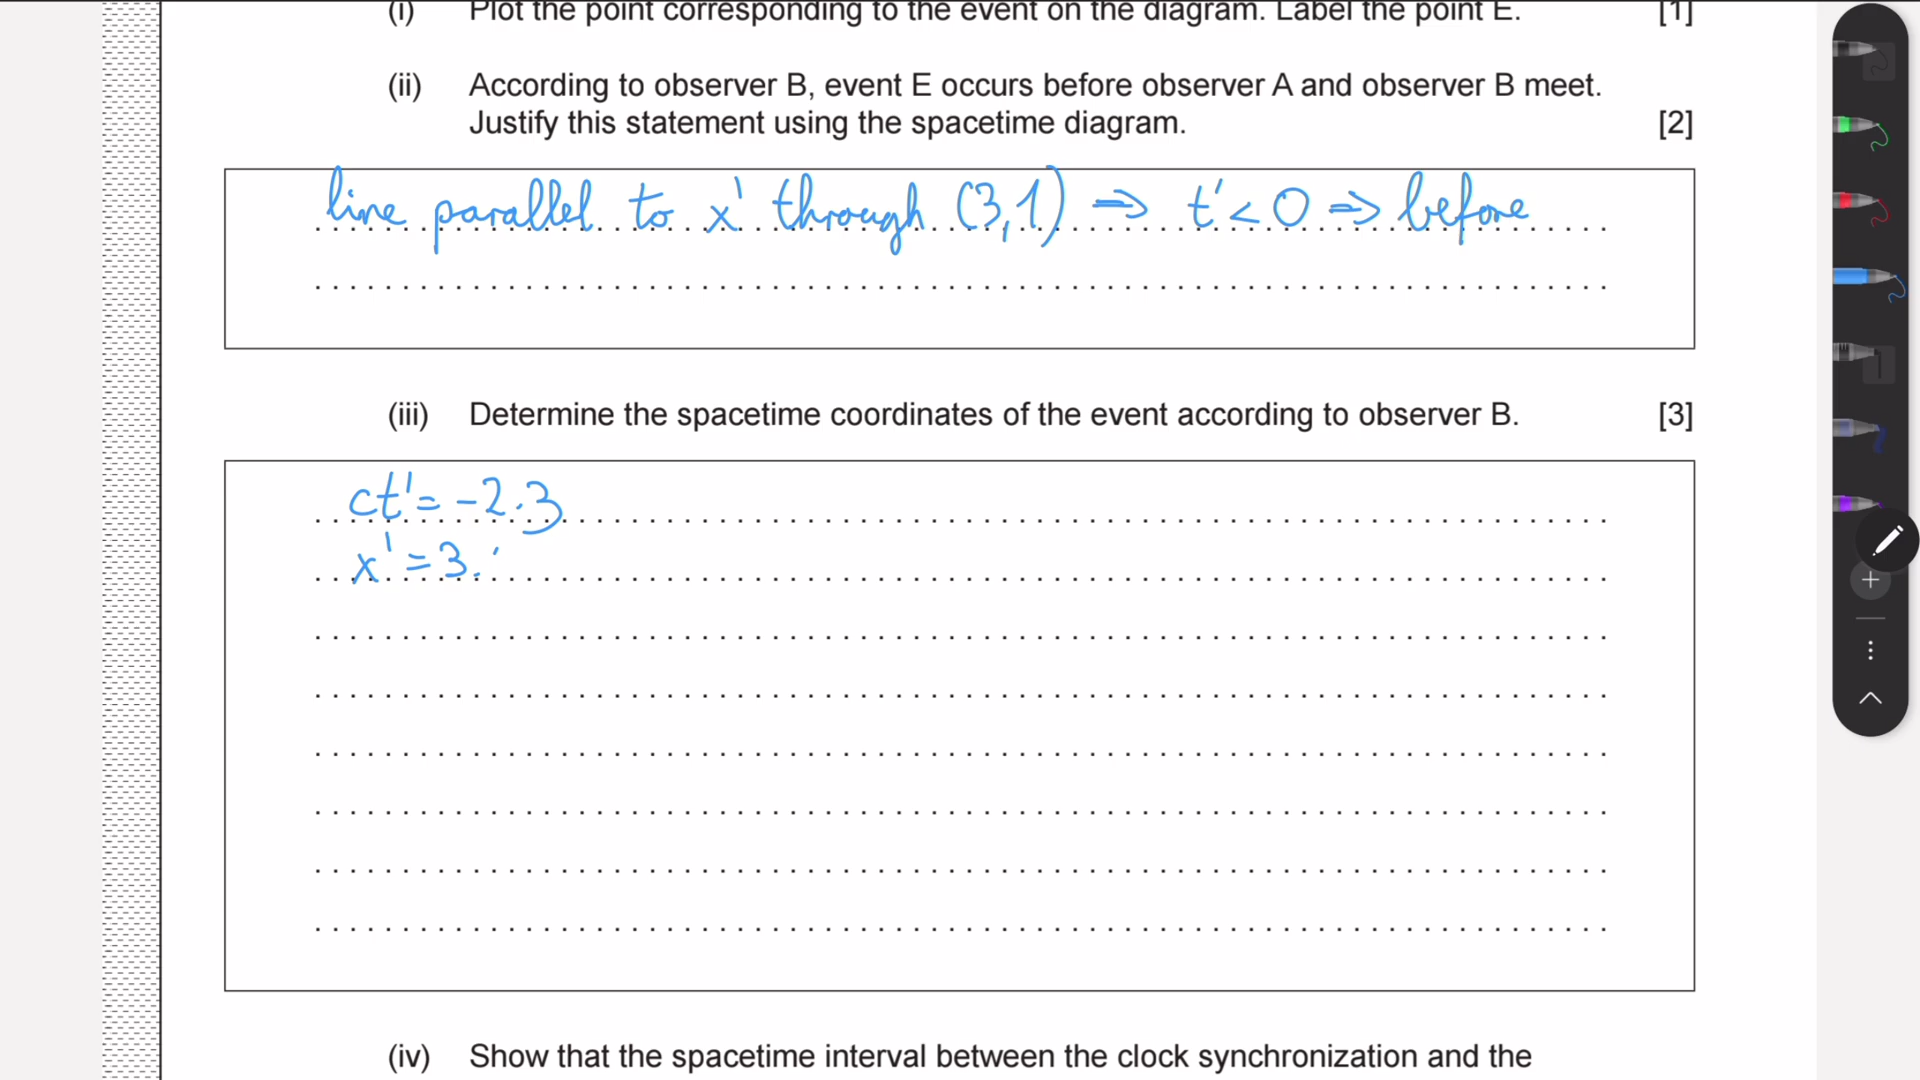 (i) Plot the point corresponding to the event on the diagram. Label the point E. [1]
(ii) According to observer B, event E occurs before observer A and observer B meet.
Justify this statement using the spacetime diagram. [2]
line parallel to x' through (3,1) ⇒ t' < 0 ⇒ before
(iii) Determine the spacetime coordinates of the event according to observer B. [3]
ct' = -2.3
x' = 3.
(iv) Show that the spacetime interval between the clock synchronization and the